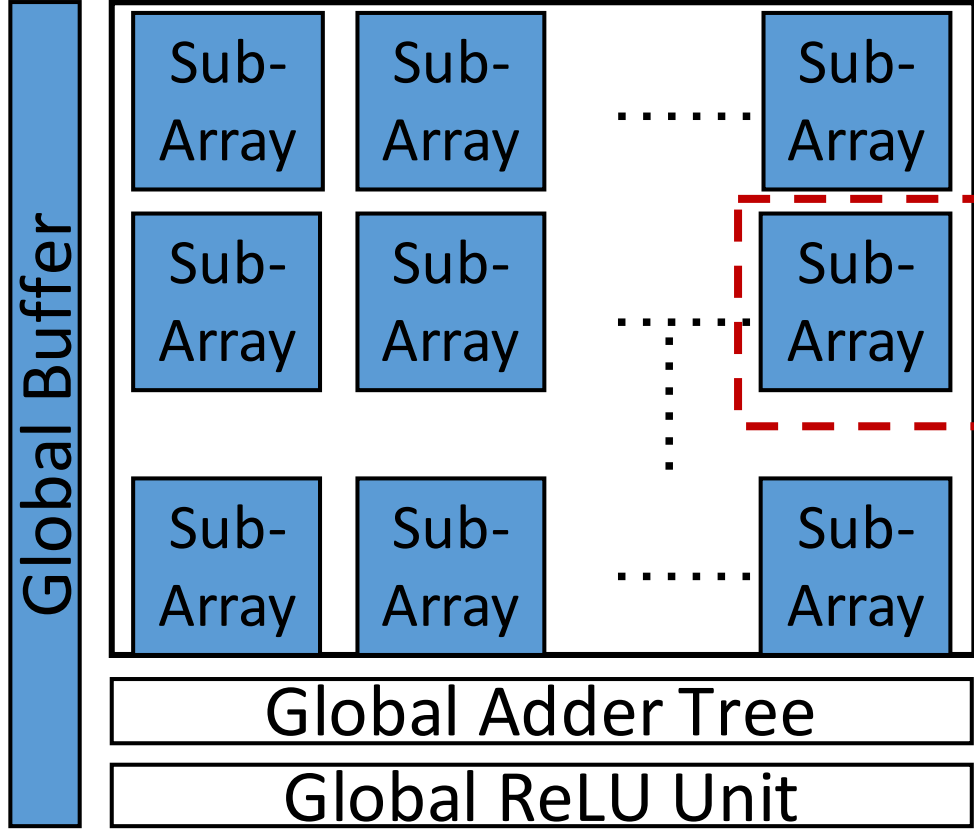 Global Buffer
Sub-
Array
Sub-
Array
Sub-
Array
Sub-
Array
Sub-
Array
Sub-
Array
Sub-
Array
Sub-
Array
Sub-
Array
Global Adder Tree
Global ReLU Unit